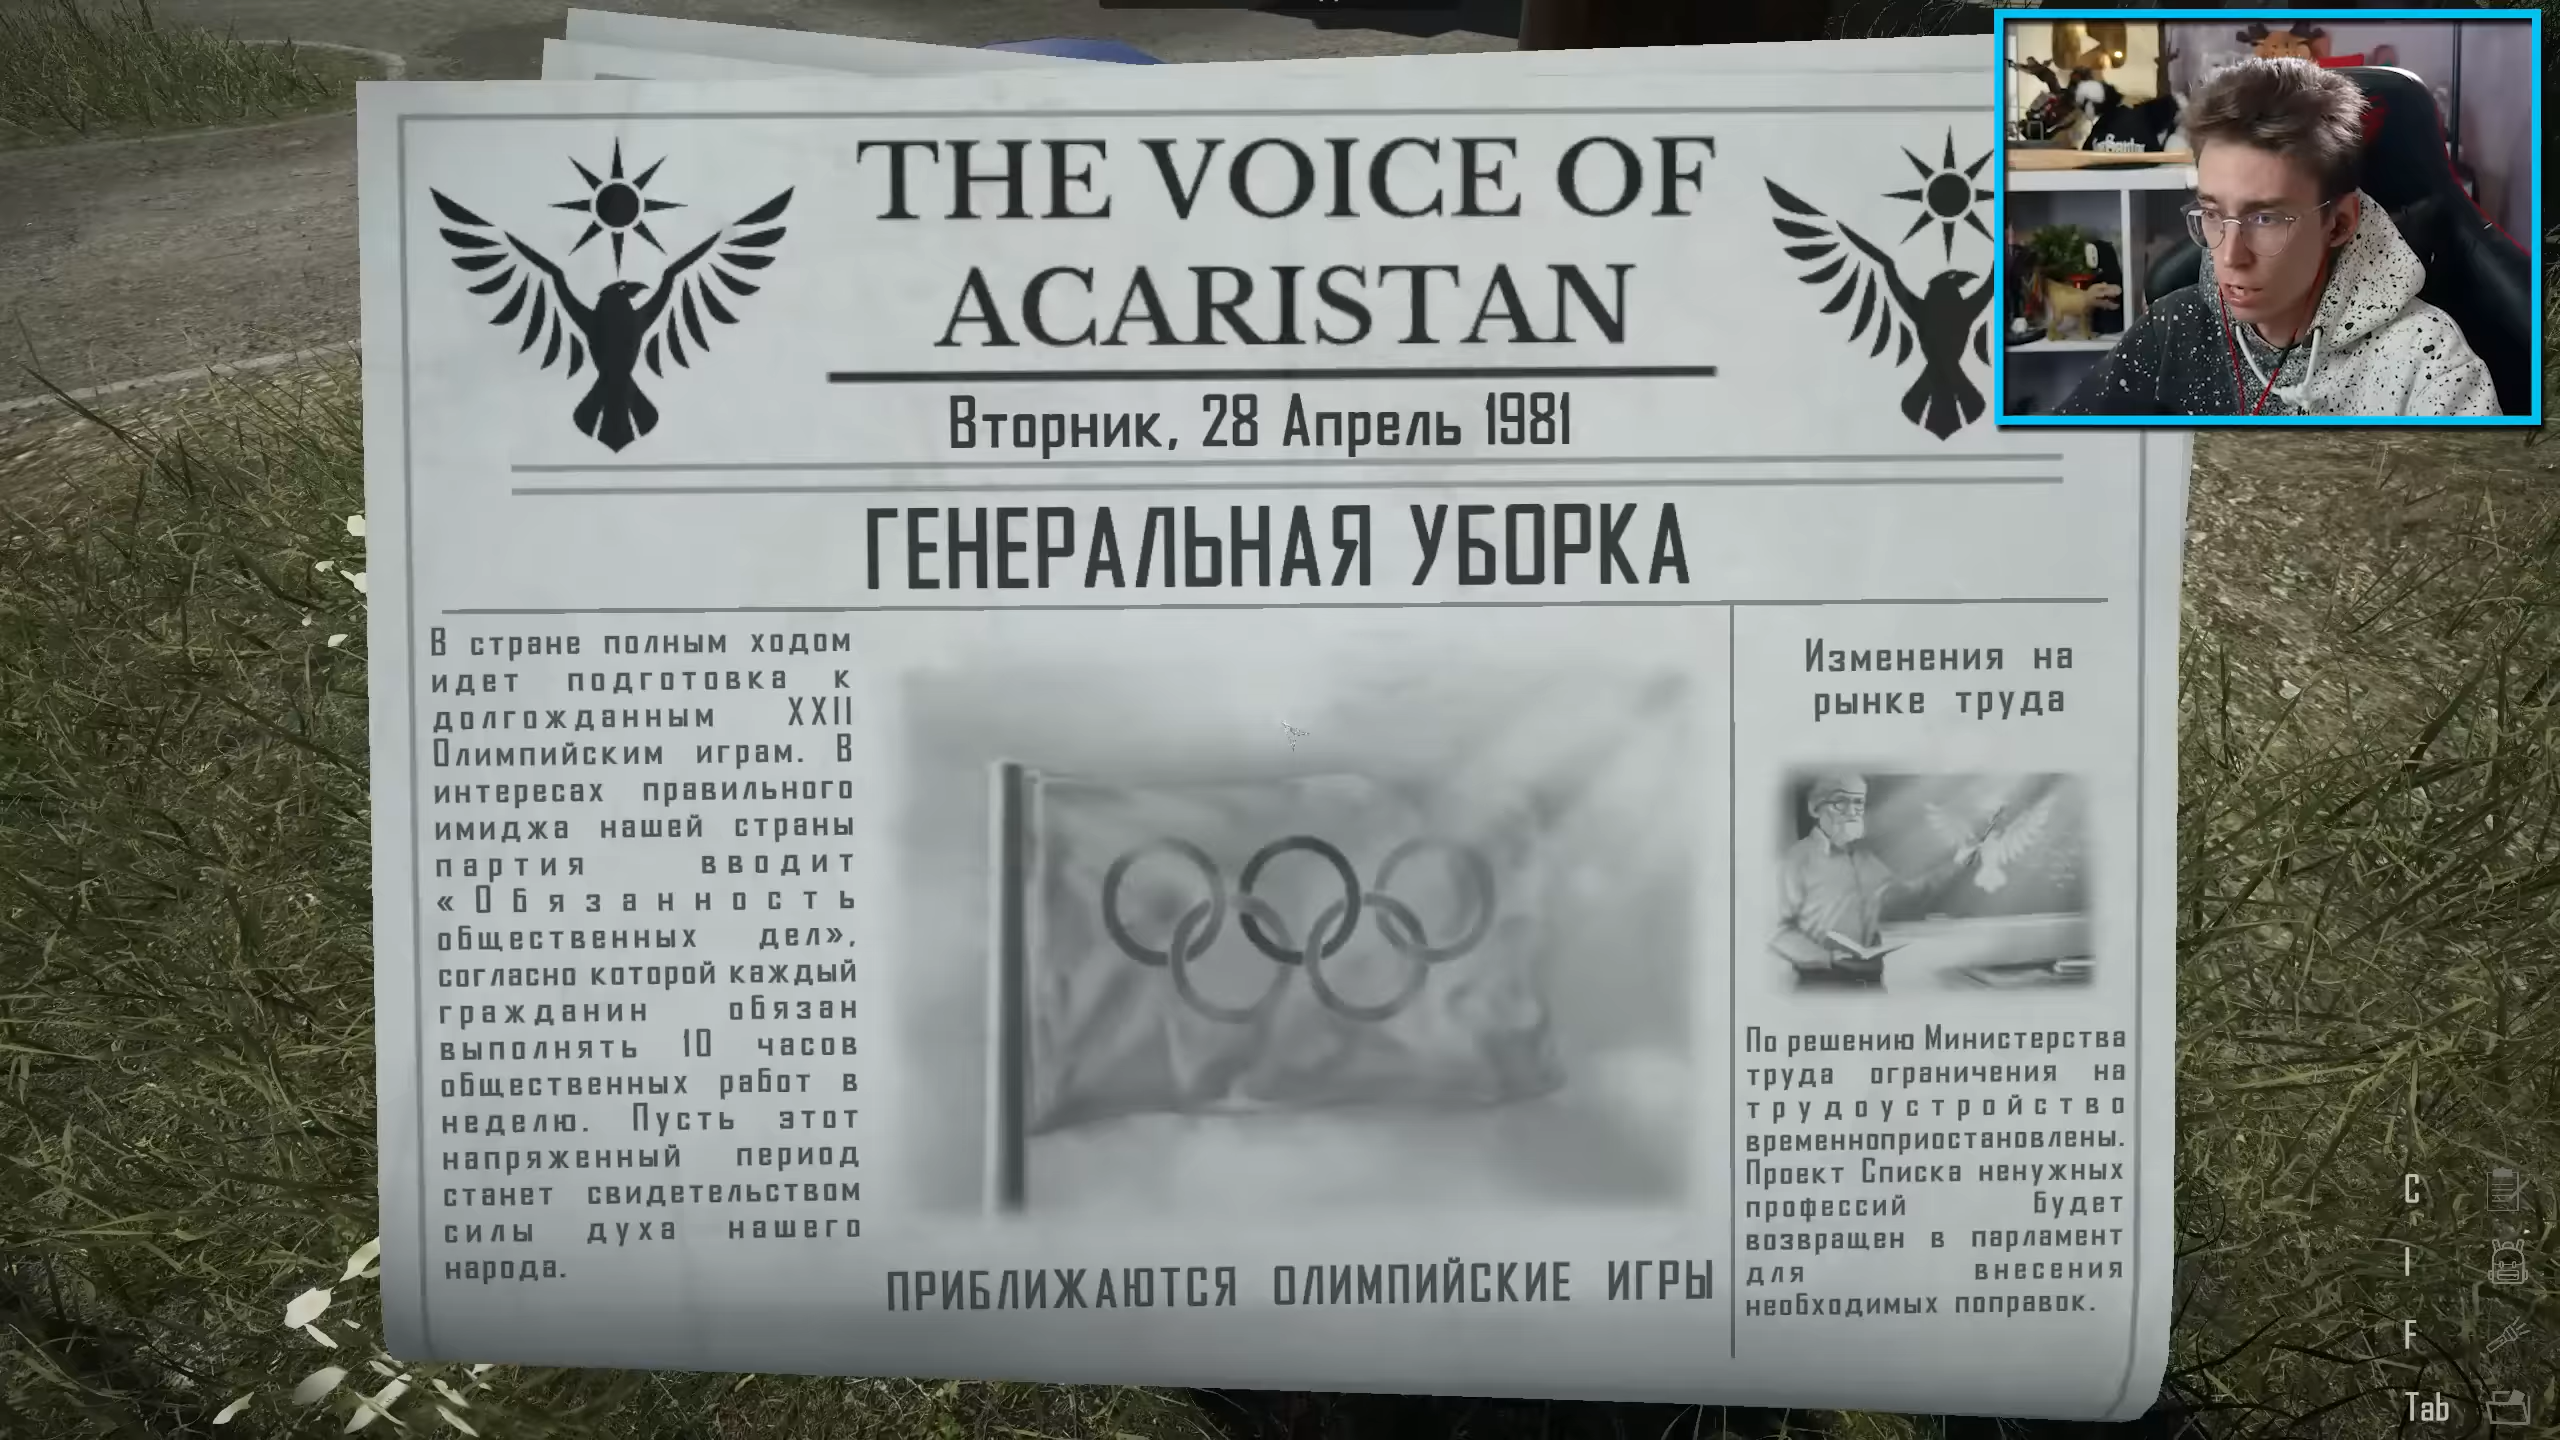 THE VOICE OF
ACARISTAN
Вторник, 28 Апрель 1981
ГЕНЕРАЛЬНАЯ УБОРКА
В стране полным ходом
идет подготовка к
долгожданным XXII
Олимпийским играм. В
интересах правильного
имиджа нашей страны
партия вводит
«Обязанность
общественных дел»,
согласно которой каждый
гражданин обязан
выполнять 10 часов
общественных работ в
неделю. Пусть этот
напряженный период
станет свидетельством
силы духа нашего
народа.
ПРИБЛИЖАЮТСЯ ОЛИМПИЙСКИЕ ИГРЫ
Изменения на
рынке труда
По решению Министерства
труда ограничения на
трудоустройство
временноприостановлены.
Проект Списка ненужных
профессий будет
возвращен в парламент
для внесения
необходимых поправок.
C
I
F
Tab